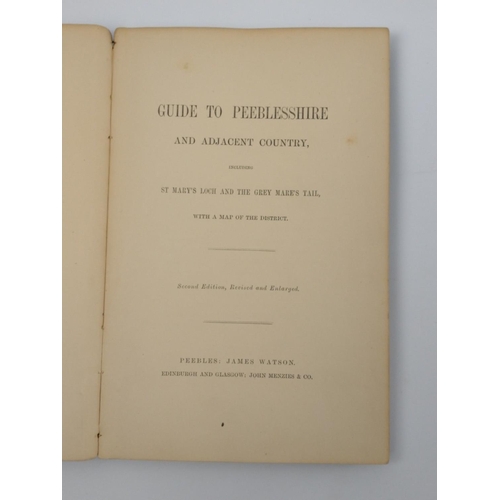 GUIDE TO PEEBLESSHIRE
AND ADJACENT COUNTRY,
INCLUDING
ST MARY'S LOCH AND THE GREY MARE'S TAIL,
WITH A MAP OF THE DISTRICT.
Second Edition, Revised and Enlarged.
PEEBLES: JAMES WATSON.
EDINBURGH AND GLASGOW: JOHN MENZIES & CO.